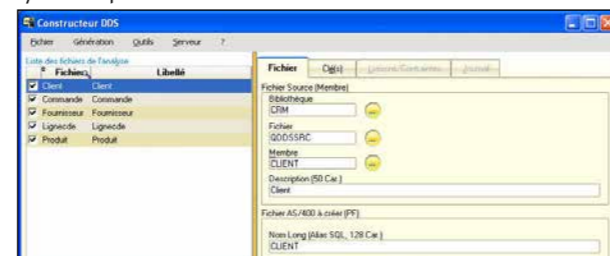 Constructeur DDS
Fichier Génération Outils Serveur ?
Liste des fichiers de l'analyse
Fichier Libellé
Client Client
Commande Commande
Fournisseur Fournisseur
Lignecde Lignecde
Produit Produit
Fichier Clé(s) Journal
Fichier Source (Membre)
Bibliothèque
CRM
Fichier
QDDSSRC
Membre
CLIENT
Description (50 Car.)
Client
Fichier AS/400 à créer (PF)
Nom Long (Alias SQL, 128 Car.)
CLIENT